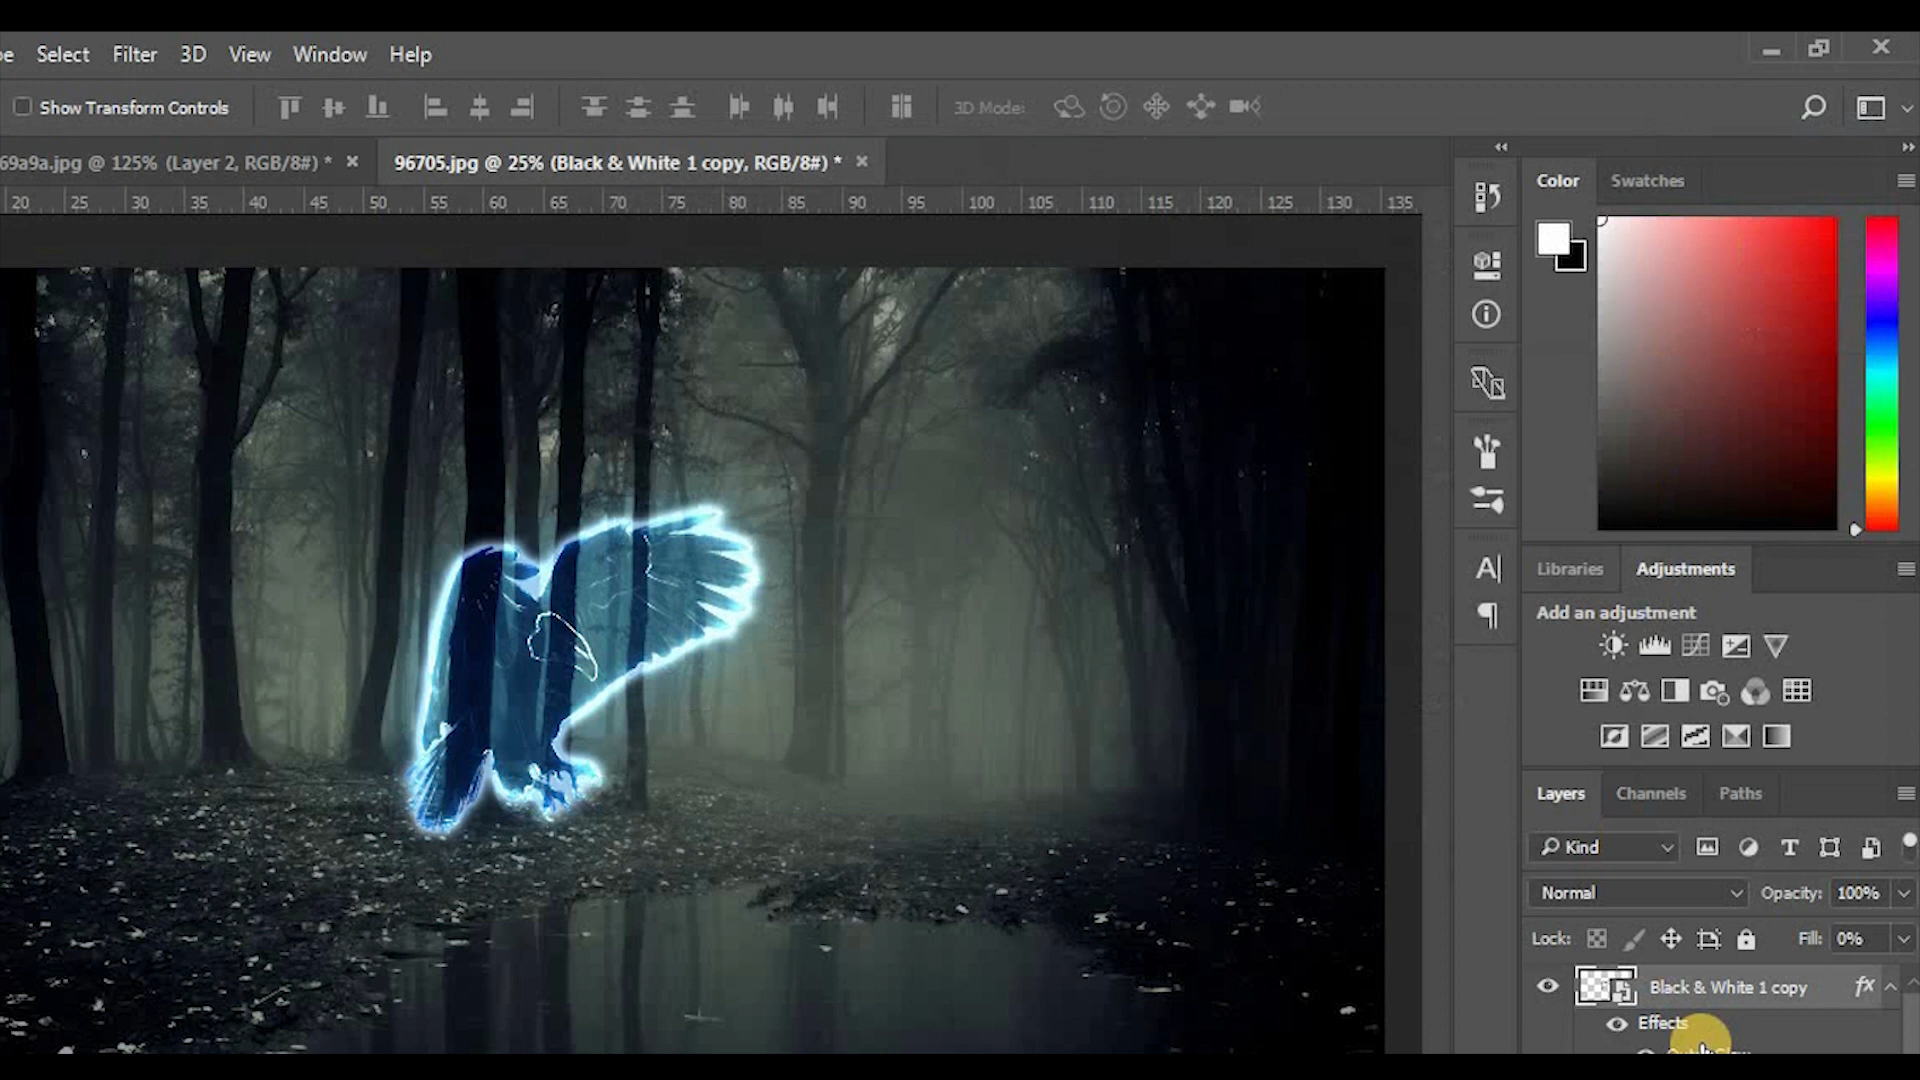 pe Select Filter 3D View Window Help
Show Transform Controls 3D Mode:
69a9a.jpg @ 125% (Layer 2, RGB/8#) * 96705.jpg @ 25% (Black & White 1 copy, RGB/8#) *
20 25 30 35 40 45 50 55 60 65 70 75 80 85 90 95 100 105 110 115 120 125 130 135
Color Swatches
Libraries Adjustments
Add an adjustment
Layers Channels Paths
Kind
Normal Opacity: 100%
Lock: Fill: 0%
Black & White 1 copy fx
Effects